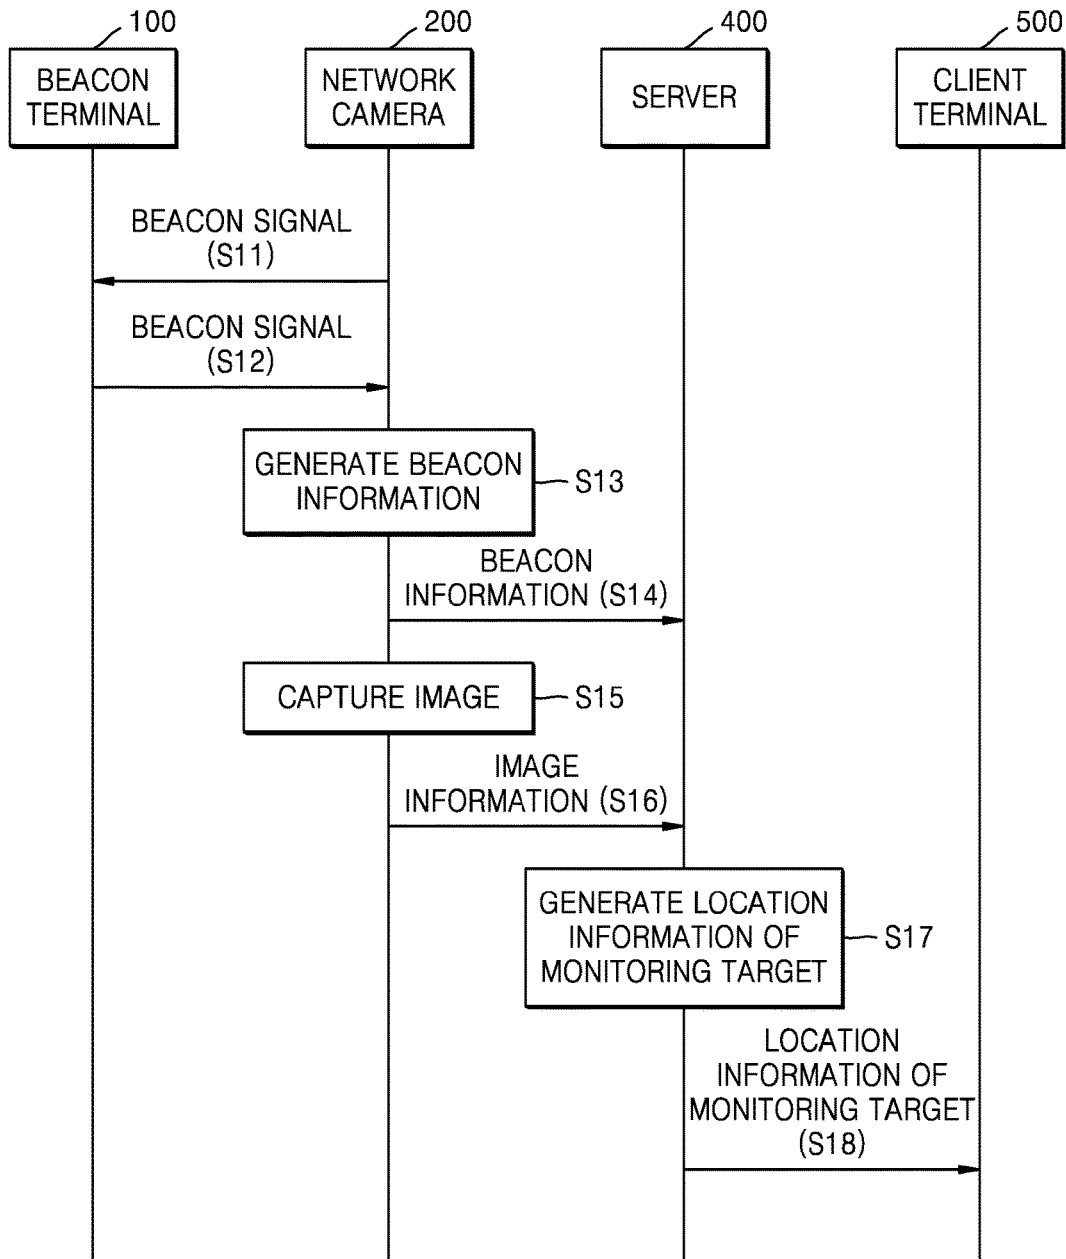 100
200
400
500
BEACON
TERMINAL
NETWORK
CAMERA
SERVER
CLIENT
TERMINAL
BEACON SIGNAL
(S11)
BEACON SIGNAL
(S12)
GENERATE BEACON
INFORMATION
S13
BEACON
INFORMATION (S14)
CAPTURE IMAGE
S15
IMAGE
INFORMATION (S16)
GENERATE LOCATION
INFORMATION OF
MONITORING TARGET
S17
LOCATION
INFORMATION OF
MONITORING TARGET
(S18)